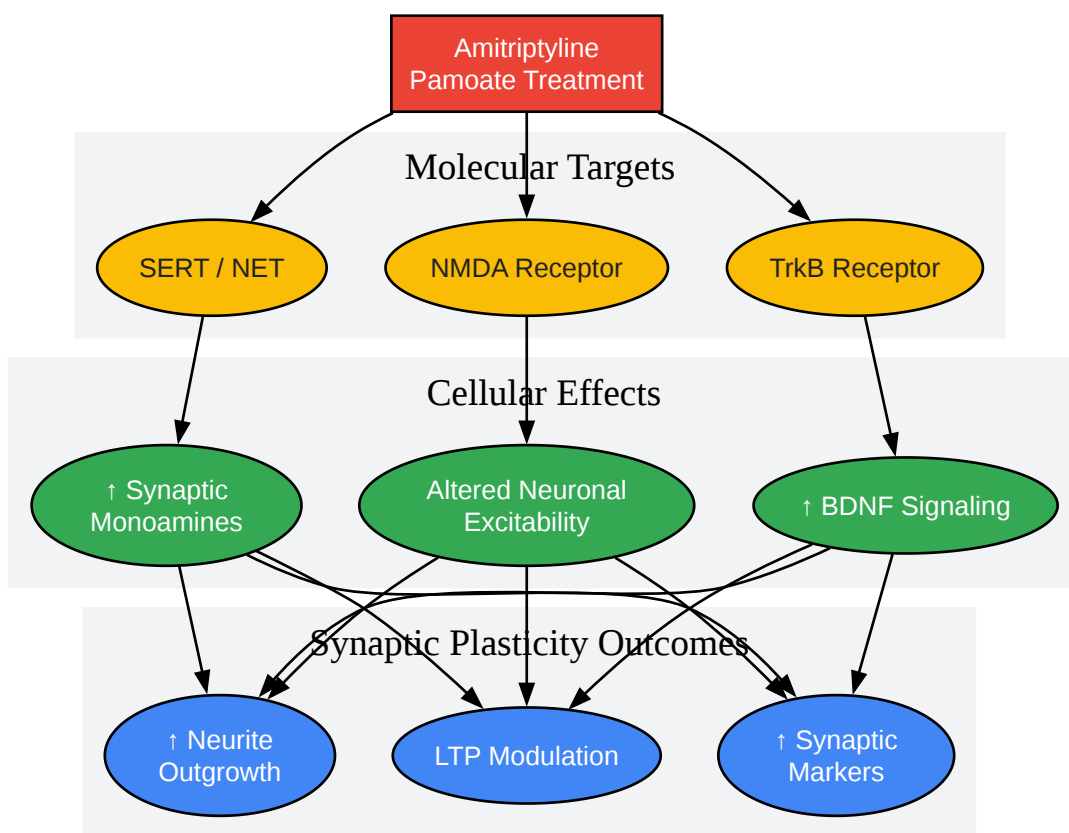 Amitriptyline
Pamoate Treatment
Molecular Targets
SERT / NET
NMDA Receptor
TrkB Receptor
Cellular Effects
↑ Synaptic
Monoamines
Altered Neuronal
Excitability
↑ BDNF Signaling
Synaptic Plasticity Outcomes
↑ Neurite
Outgrowth
LTP Modulation
↑ Synaptic
Markers